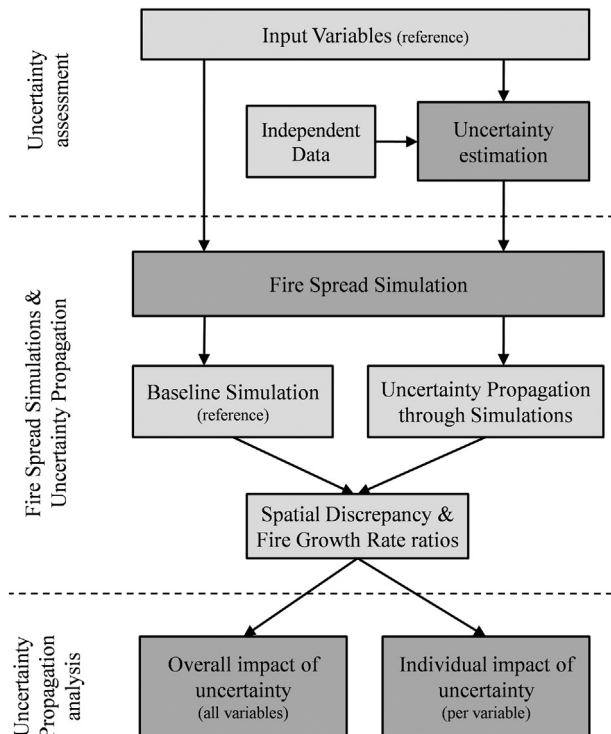 Input Variables (reference)
Uncertainty
assessment
Independent
Data
Uncertainty
estimation
Fire Spread Simulations &
Uncertainty Propagation
Fire Spread Simulation
Baseline Simulation
(reference)
Uncertainty Propagation
through Simulations
Spatial Discrepancy &
Fire Growth Rate ratios
Uncertainty
Propagation
analysis
Overall impact of
uncertainty
(all variables)
Individual impact of
uncertainty
(per variable)